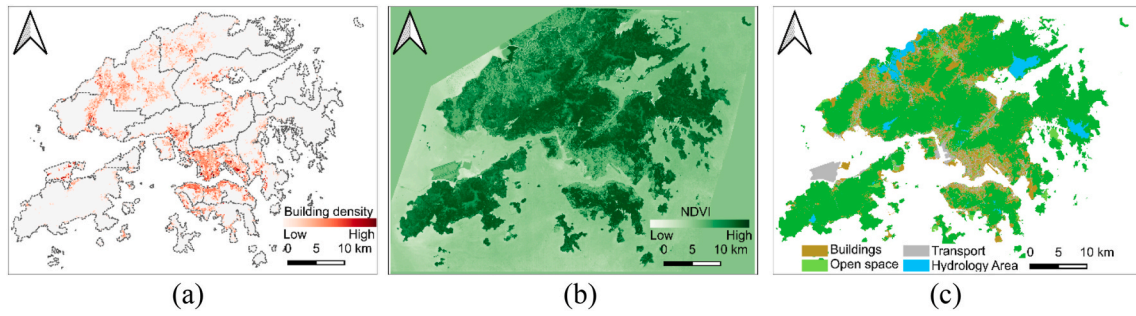 Building density
Low High
0 5 10 km
(a)
NDVI
Low High
0 5 10 km
(b)
Buildings Transport
Open space Hydrology Area
0 5 10 km
(c)